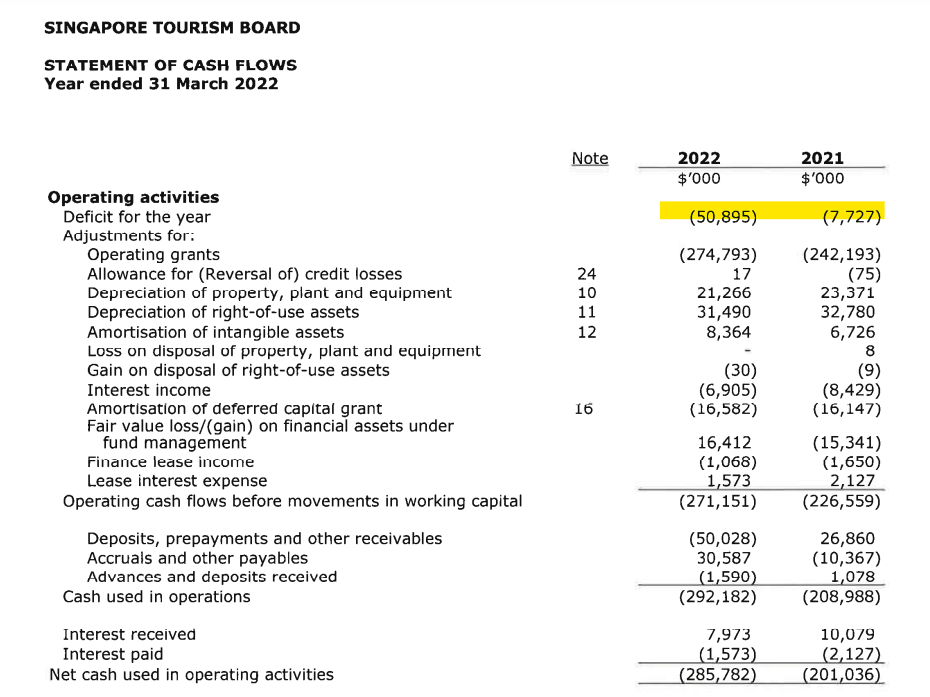 SINGAPORE TOURISM BOARD
STATEMENT OF CASH FLOWS
Year ended 31 March 2022
Note 2022 2021
$'000 $'000
Operating activities
Deficit for the year (50,895) (7,727)
Adjustments for:
Operating grants (274,793) (242,193)
Allowance for (Reversal of) credit losses 24 17 (75)
Depreciation of property, plant and equipment 10 21,266 23,371
Depreciation of right-of-use assets 11 31,490 32,780
Amortisation of intangible assets 12 8,364 6,726
Loss on disposal of property, plant and equipment - 8
Gain on disposal of right-of-use assets (30) (9)
Interest income (6,905) (8,429)
Amortisation of deferred capital grant 16 (16,582) (16,147)
Fair value loss/(gain) on financial assets under
fund management 16,412 (15,341)
Finance lease income (1,068) (1,650)
Lease interest expense 1,573 2,127
Operating cash flows before movements in working capital (271,151) (226,559)
Deposits, prepayments and other receivables (50,028) 26,860
Accruals and other payables 30,587 (10,367)
Advances and deposits received (1,590) 1,078
Cash used in operations (292,182) (208,988)
Interest received 7,973 10,079
Interest paid (1,573) (2,127)
Net cash used in operating activities (285,782) (201,036)